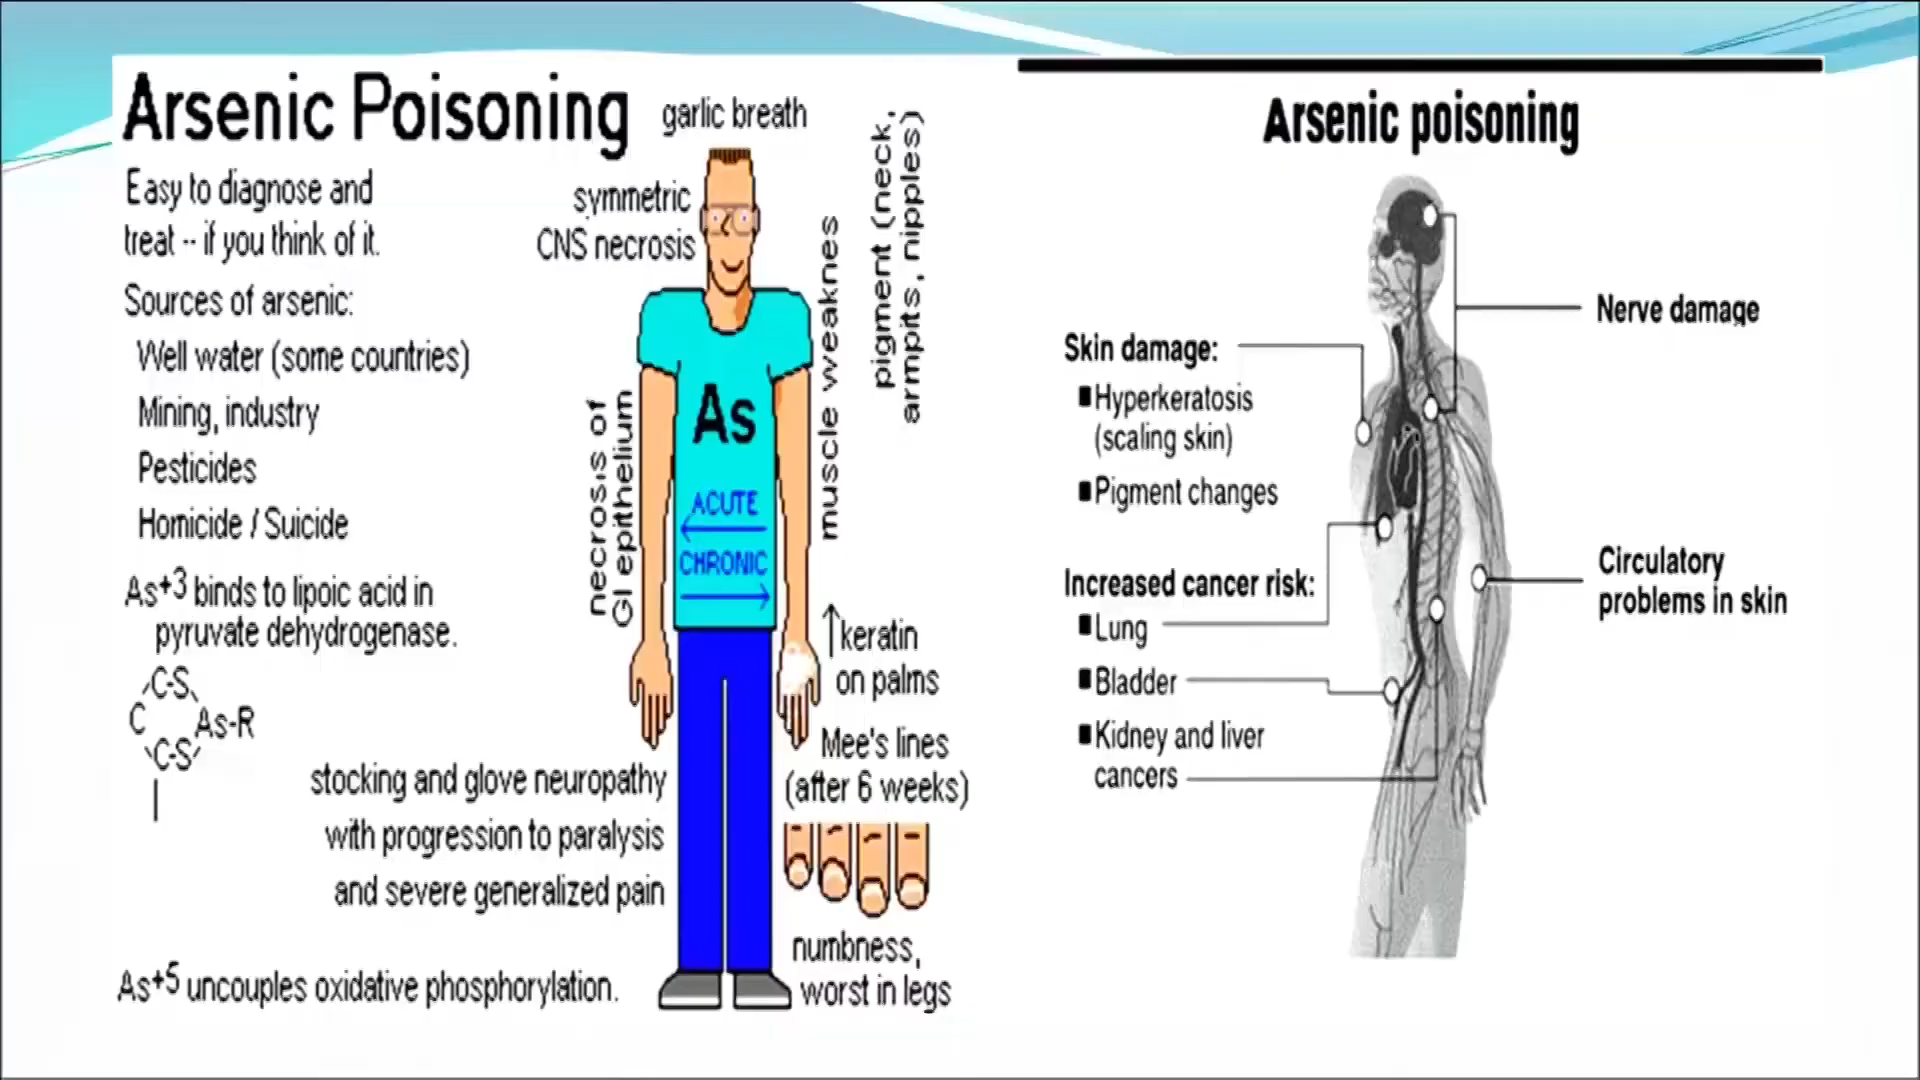 Arsenic Poisoning
Easy to diagnose and
treat -- if you think of it.
Sources of arsenic:
Well water (some countries)
Mining, industry
Pesticides
Homicide / Suicide
As+3 binds to lipoic acid in
pyruvate dehydrogenase.
C-S
C
As-R
C-S
garlic breath
symmetric
CNS necrosis
necrosis of
GI epithelium
As
ACUTE
CHRONIC
muscle weaknes
pigment (neck,
armpits, nipples)
↑keratin
on palms
Mee's lines
(after 6 weeks)
stocking and glove neuropathy
with progression to paralysis
and severe generalized pain
numbness,
worst in legs
As+5 uncouples oxidative phosphorylation.
Arsenic poisoning
Skin damage:
Hyperkeratosis
(scaling skin)
Pigment changes
Increased cancer risk:
Lung
Bladder
Kidney and liver
cancers
Nerve damage
Circulatory
problems in skin